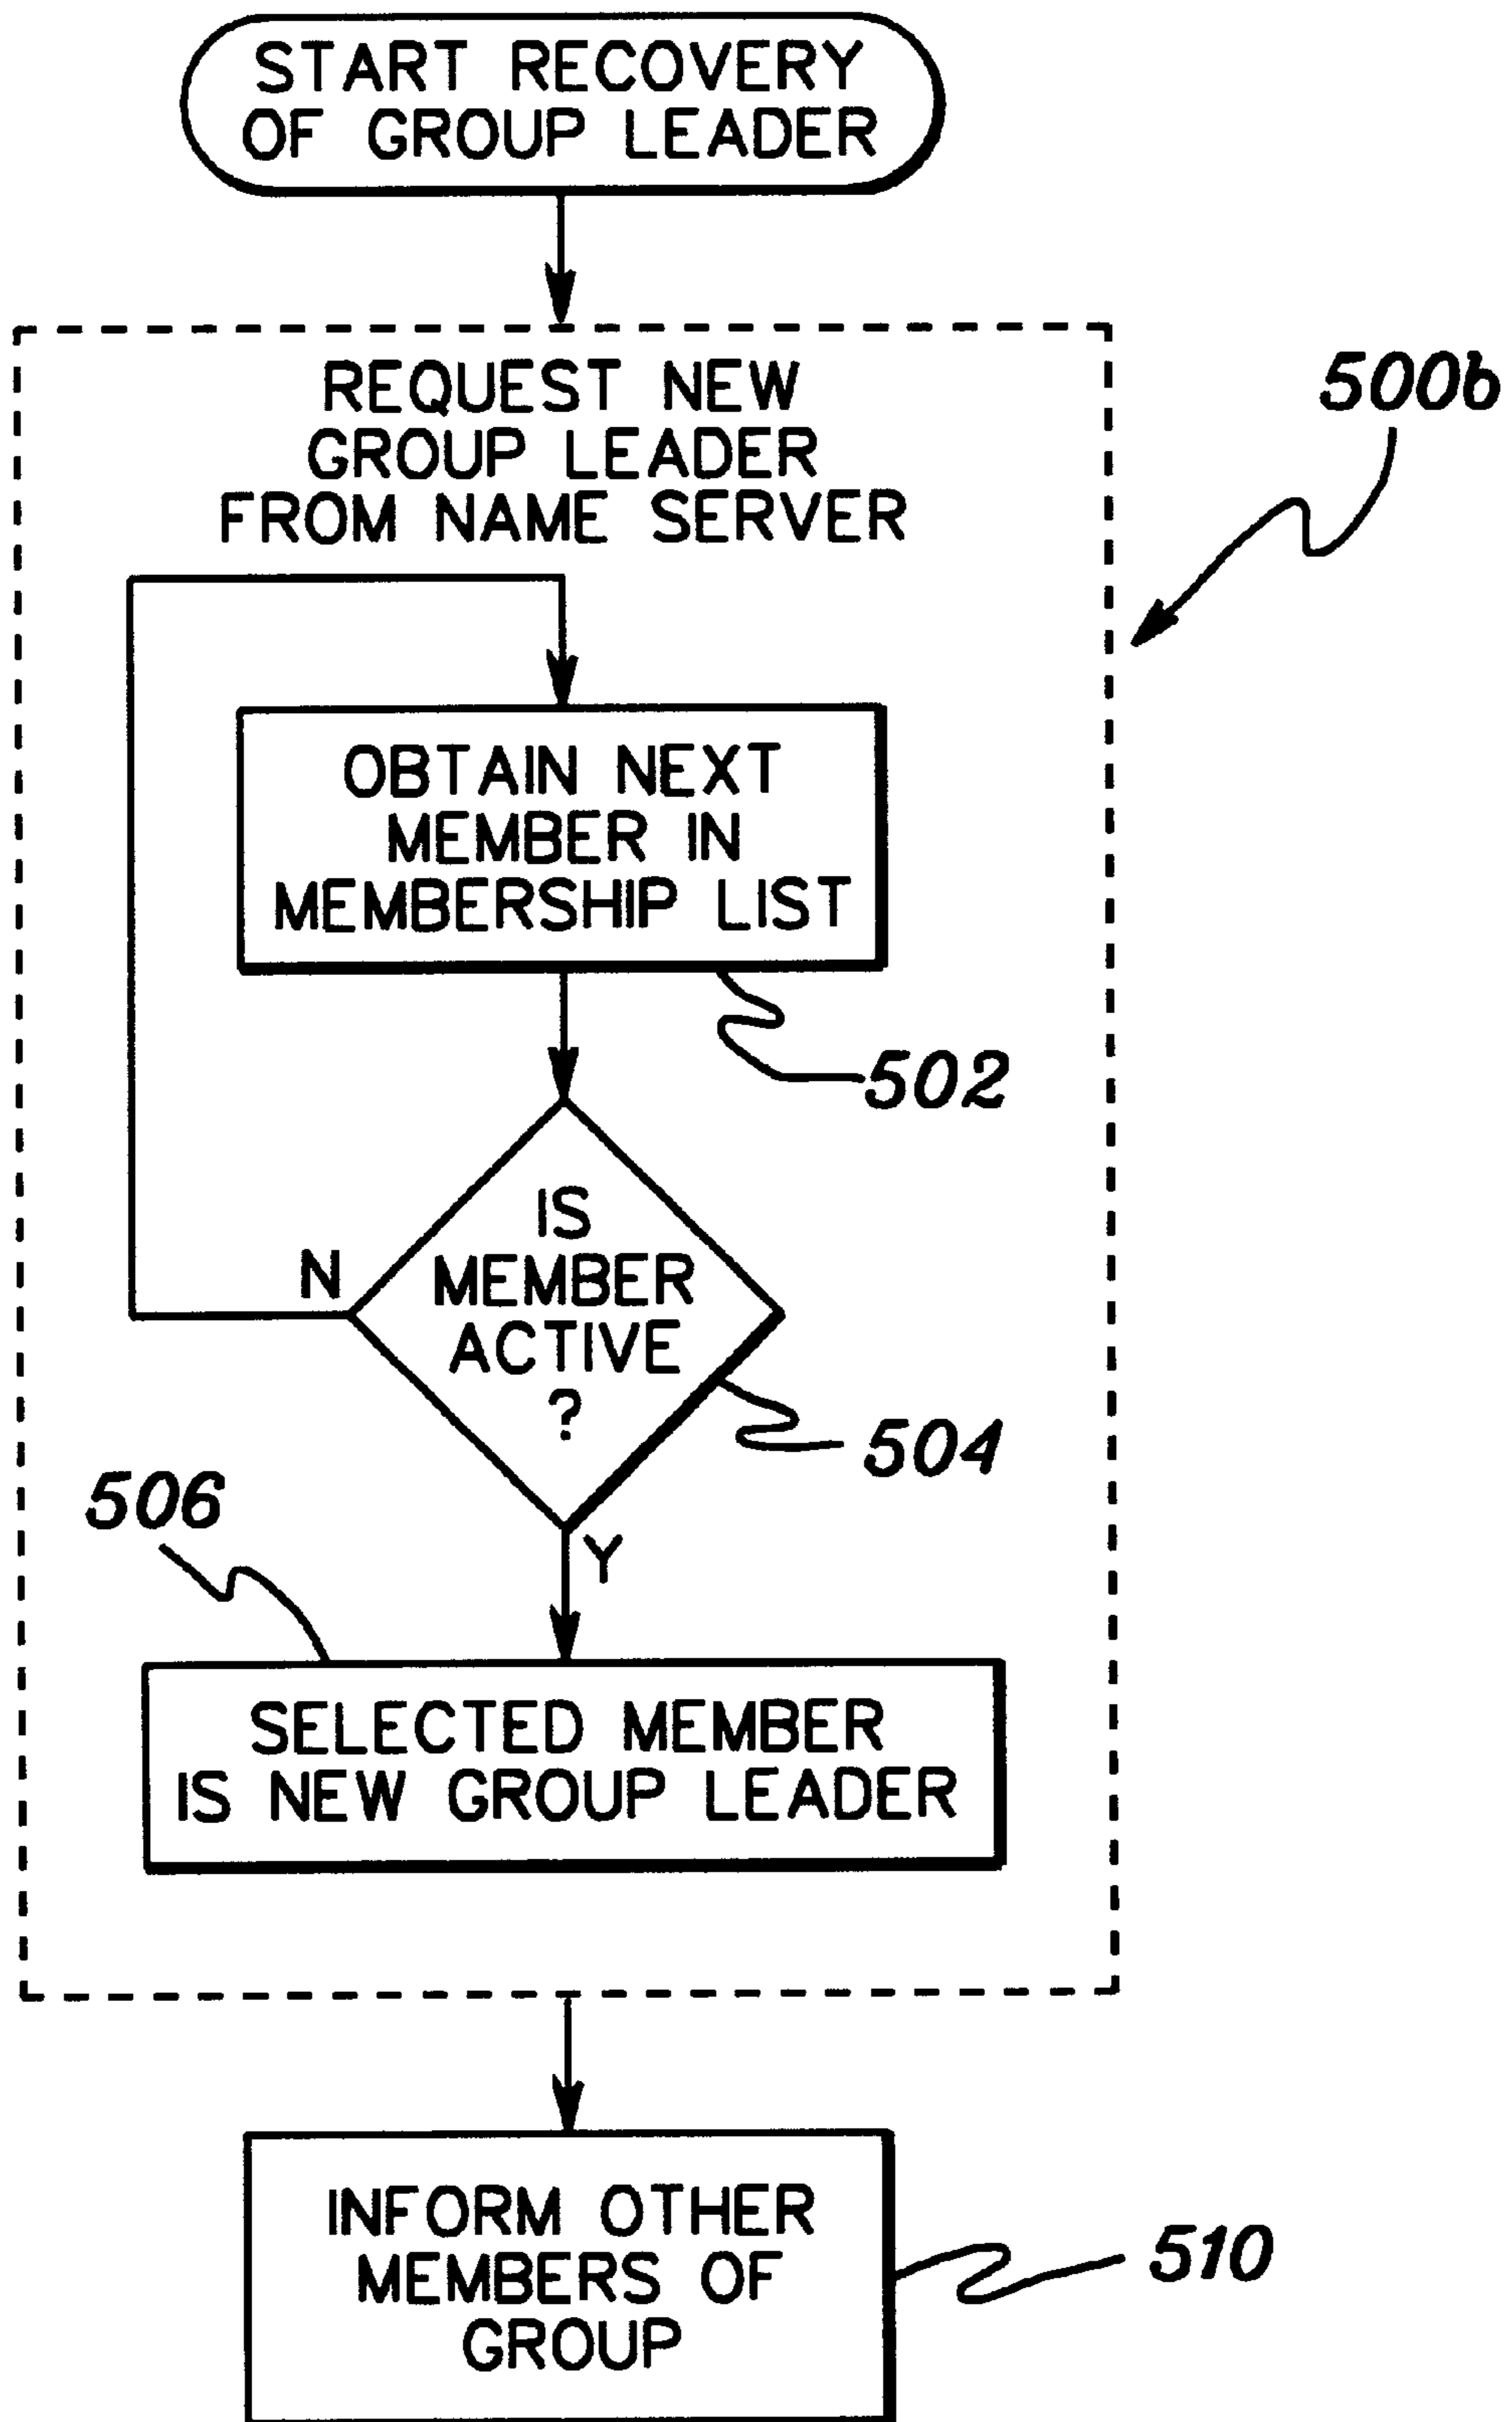 START RECOVERY
OF GROUP LEADER
REQUEST NEW
GROUP LEADER
FROM NAME SERVER
500b
OBTAIN NEXT
MEMBER IN
MEMBERSHIP LIST
502
IS
MEMBER
ACTIVE
?
N
504
506
Y
SELECTED MEMBER
IS NEW GROUP LEADER
INFORM OTHER
MEMBERS OF
GROUP
510